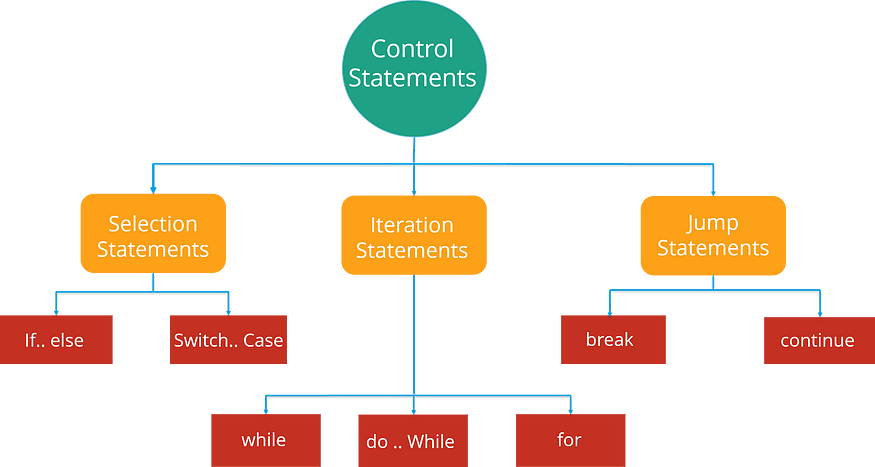 Control
Statements
Selection
Statements
Iteration
Statements
Jump
Statements
If.. else
Switch.. Case
break
continue
while
do .. While
for